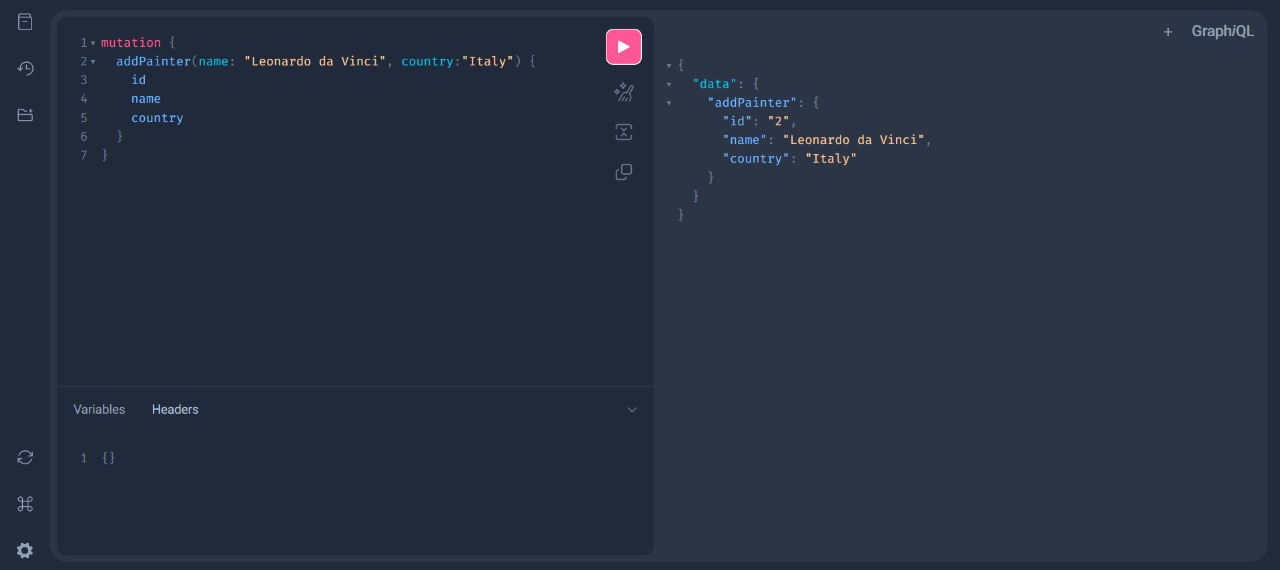 1 mutation {
2 addPainter(name: "Leonardo da Vinci", country:"Italy") {
3 id
4 name
5 country
6 }
7 }
Variables Headers
1 {}
+ GraphiQL
{
"data": {
"addPainter": {
"id": "2",
"name": "Leonardo da Vinci",
"country": "Italy"
}
}
}